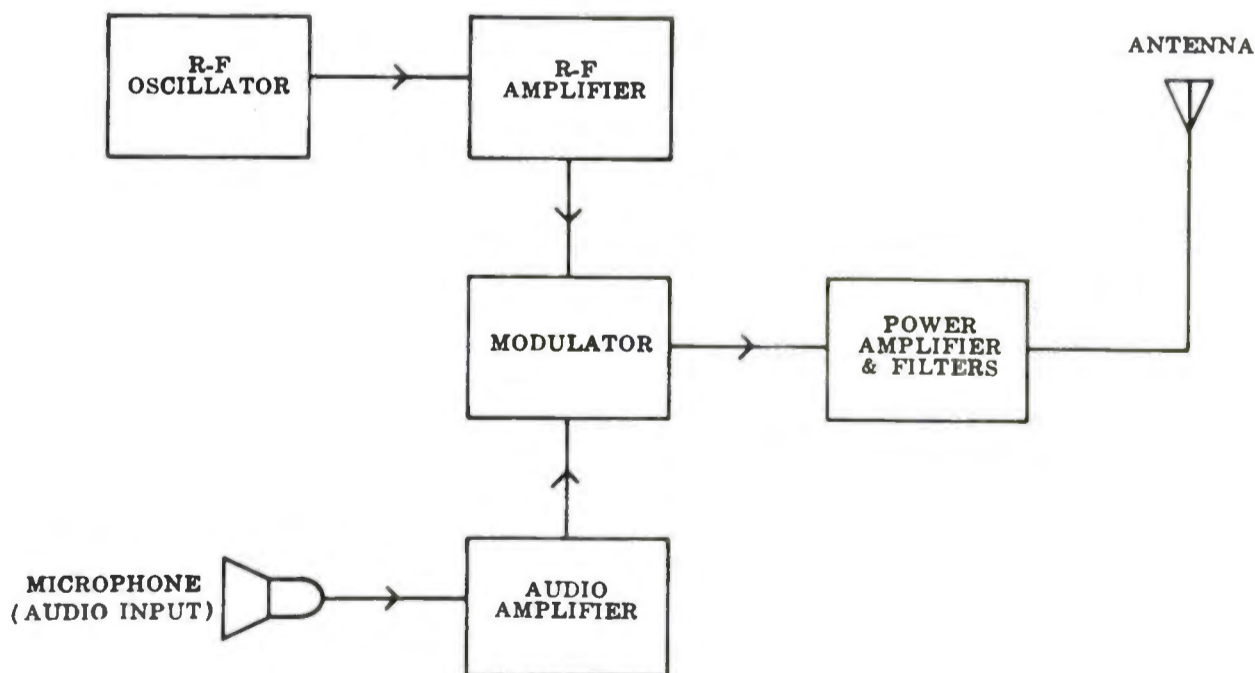 R-F
OSCILLATOR
R-F
AMPLIFIER
ANTENNA
MODULATOR
POWER
AMPLIFIER
& FILTERS
MICROPHONE
(AUDIO INPUT)
AUDIO
AMPLIFIER